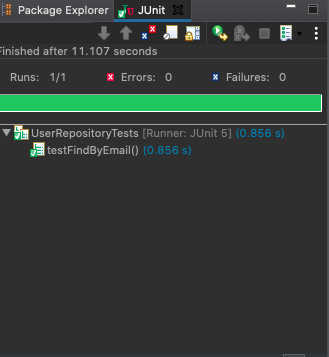 Package Explorer JUnit
Finished after 11.107 seconds
Runs: 1/1 Errors: 0 Failures: 0
UserRepositoryTests [Runner: JUnit 5] (0.856 s)
testFindByEmail() (0.856 s)